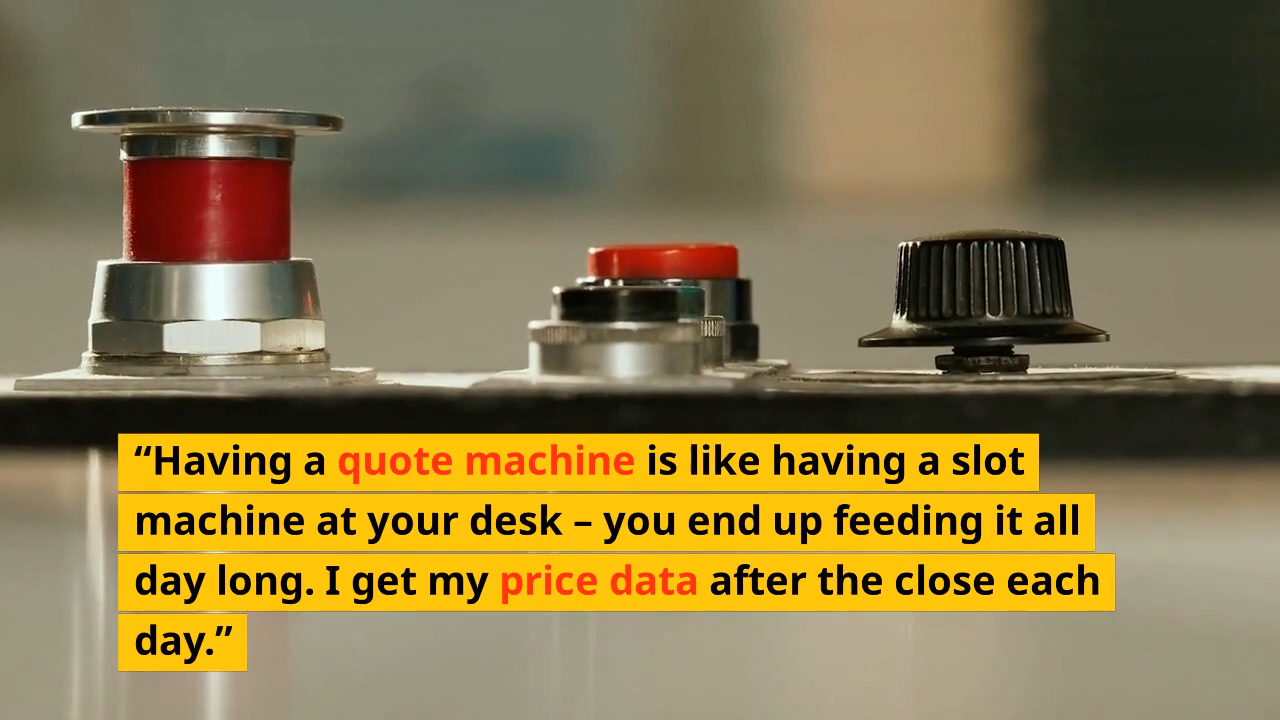 “Having a quote machine is like having a slot
machine at your desk – you end up feeding it all
day long. I get my price data after the close each
day.”